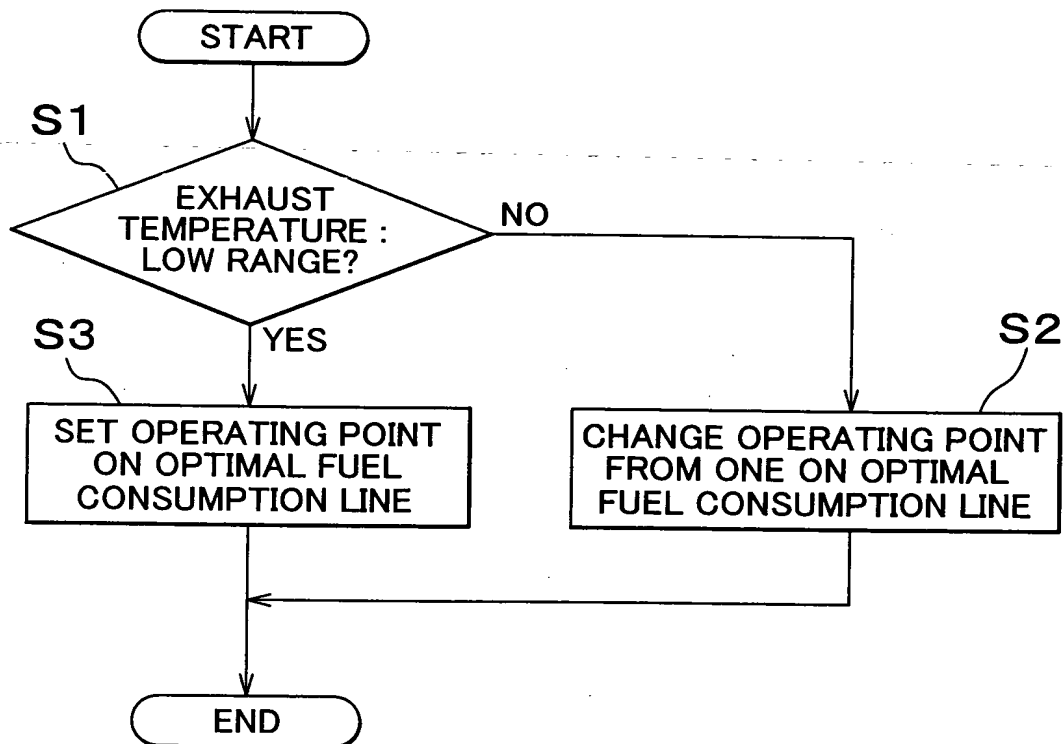 START
S1
EXHAUST
TEMPERATURE :
LOW RANGE?
NO
YES
S3
S2
SET OPERATING POINT
ON OPTIMAL FUEL
CONSUMPTION LINE
CHANGE OPERATING POINT
FROM ONE ON OPTIMAL
FUEL CONSUMPTION LINE
END